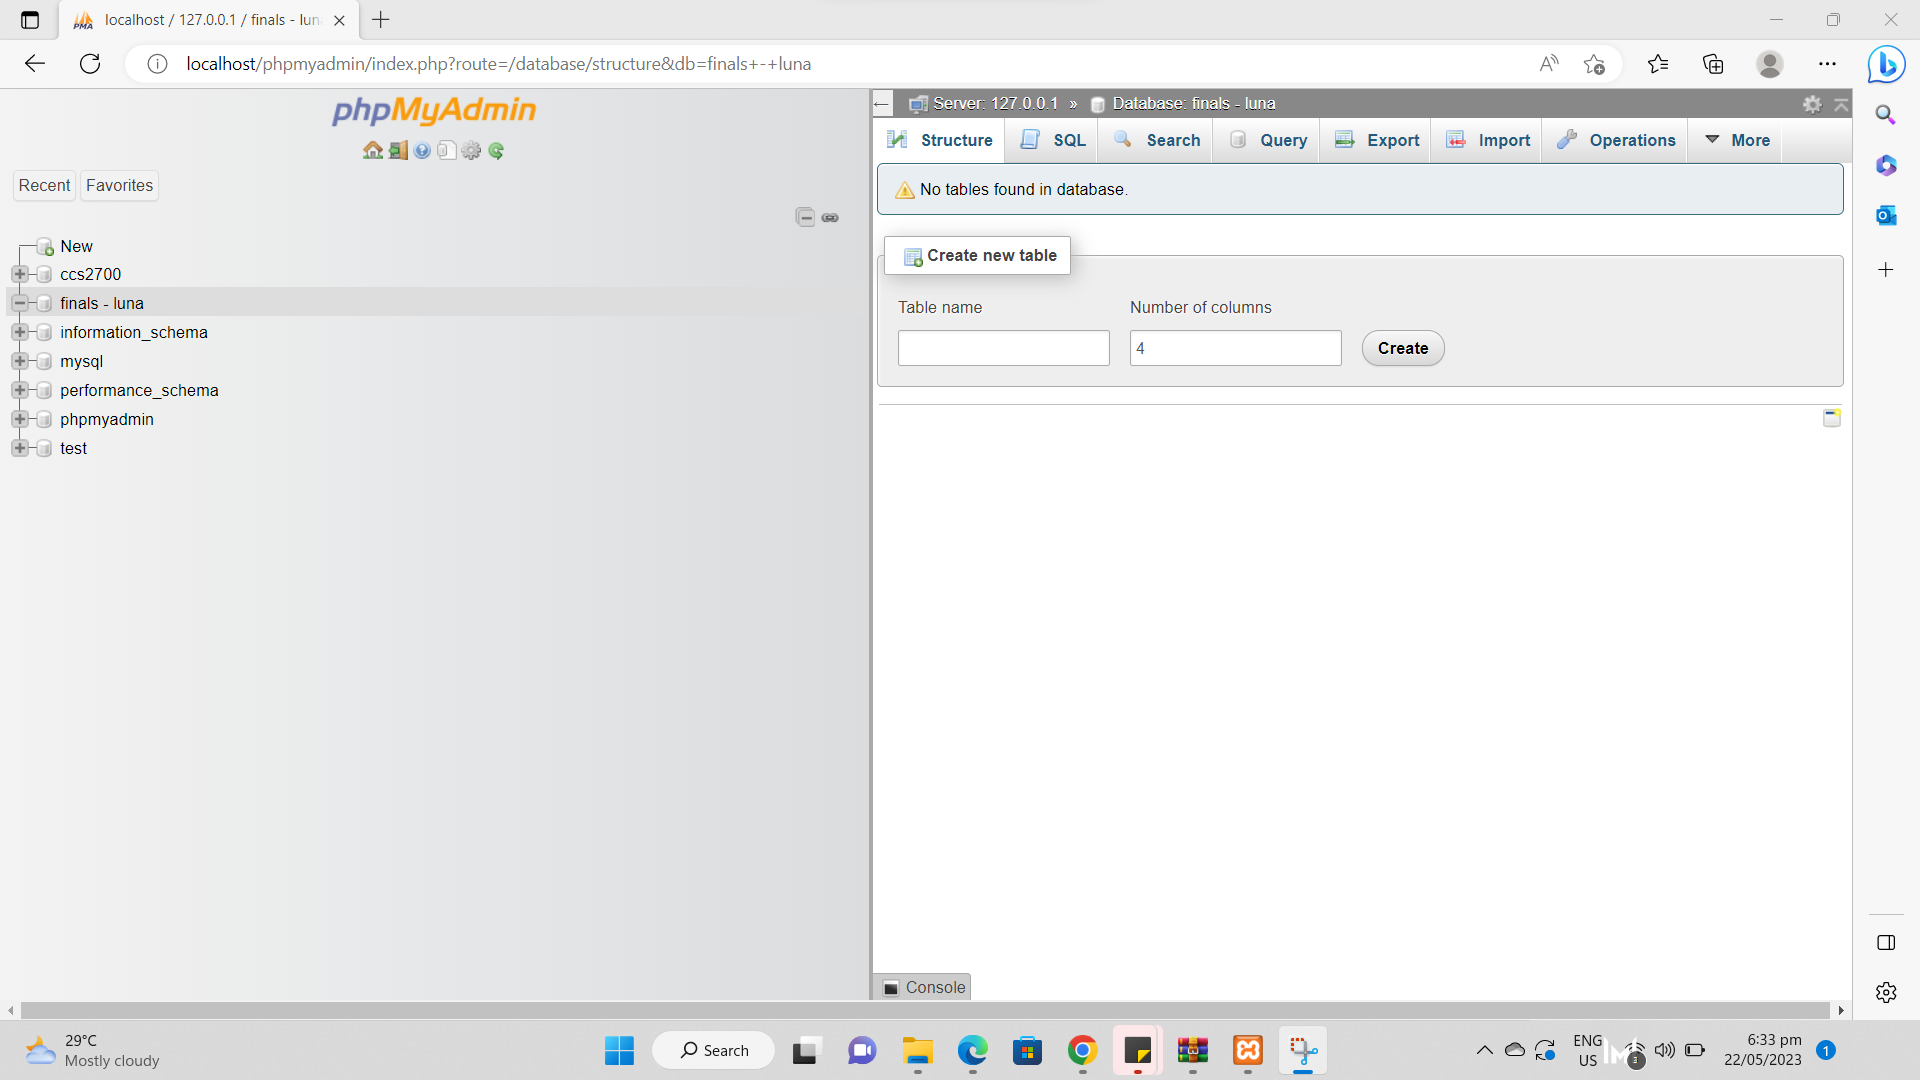 localhost / 127.0.0.1 / finals - lun
localhost/phpmyadmin/index.php?route=/database/structure&db=finals+-+luna
phpMyAdmin
Recent
Favorites
New
ccs2700
finals - luna
information_schema
mysql
performance_schema
phpmyadmin
test
Server: 127.0.0.1 » Database: finals - luna
Structure
SQL
Search
Query
Export
Import
Operations
More
No tables found in database.
Create new table
Table name
Number of columns
4
Create
Console
29°C
Mostly cloudy
Search
ENG
US
3
6:33 pm
22/05/2023
1